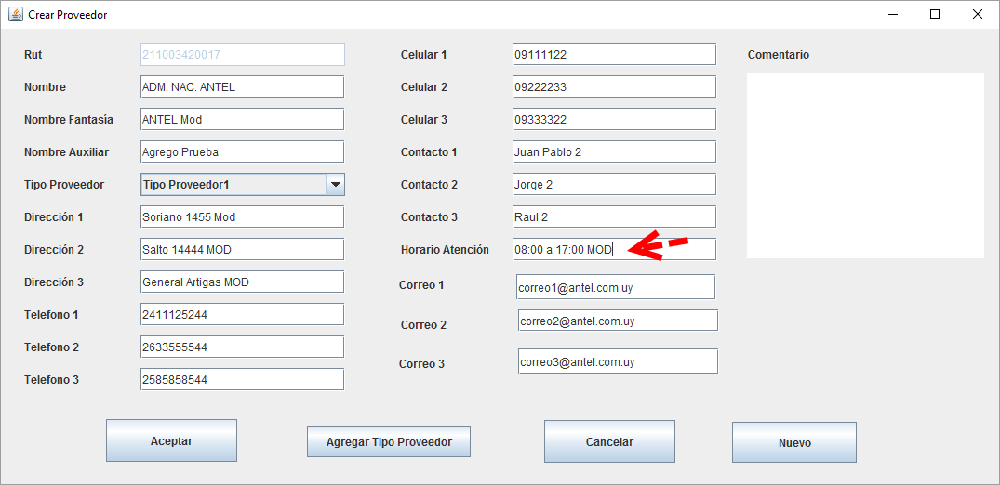 Crear Proveedor
Rut 211003420017
Nombre ADM. NAC. ANTEL
Nombre Fantasía ANTEL Mod
Nombre Auxiliar Agrego Prueba
Tipo Proveedor Tipo Proveedor1
Dirección 1 Soriano 1455 Mod
Dirección 2 Salto 14444 MOD
Dirección 3 General Artigas MOD
Telefono 1 2411125244
Telefono 2 2633555544
Telefono 3 2585858544
Celular 1 09111122
Celular 2 09222233
Celular 3 09333322
Contacto 1 Juan Pablo 2
Contacto 2 Jorge 2
Contacto 3 Raul 2
Horario Atención 08:00 a 17:00 MOD
Correo 1 correo1@antel.com.uy
Correo 2 correo2@antel.com.uy
Correo 3 correo3@antel.com.uy
Comentario
Aceptar
Agregar Tipo Proveedor
Cancelar
Nuevo